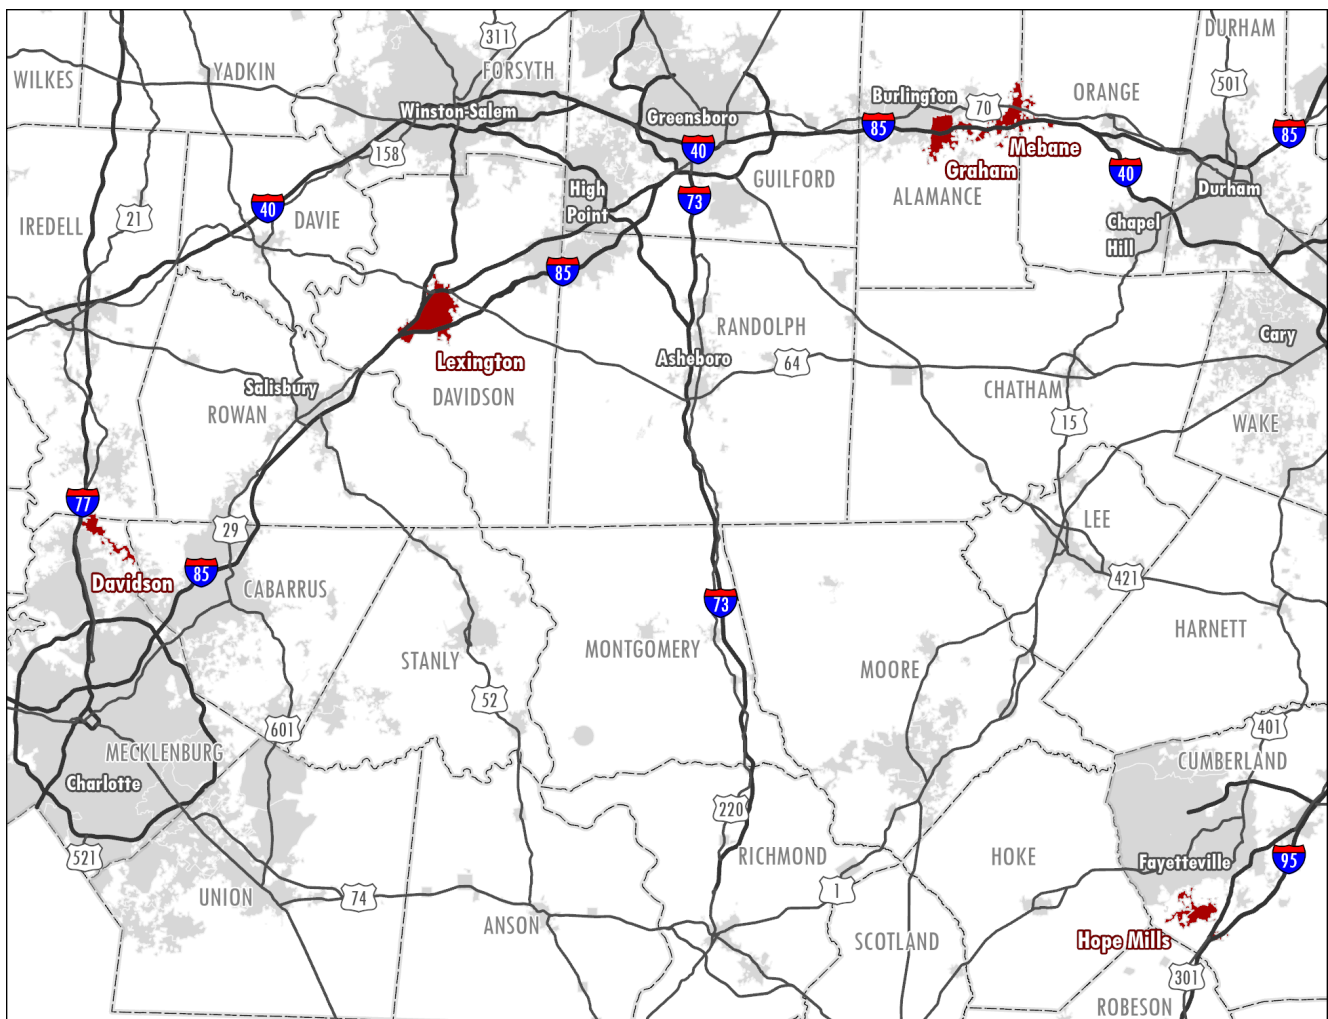 DURHAM
311
WILKES
YADKIN
FORSYTH
501
ORANGE
Burlington
70
Winston-Salem
Greensboro
85
85
40
158
Mebane
Graham
40
GUILFORD
ALAMANCE
High
Point
73
Durham
40
21
IREDELL
DAVIE
Chapel
Hill
85
RANDOLPH
Cary
Lexington
Asheboro
64
Salisbury
ROWAN
DAVIDSON
CHATHAM
15
WAKE
77
29
LEE
Davidson
85
CABARRUS
421
73
HARNETT
STANLY
MONTGOMERY
MOORE
52
601
401
MECKLENBURG
CUMBERLAND
Charlotte
220
521
RICHMOND
HOKE
Fayetteville
95
1
UNION
74
ANSON
SCOTLAND
Hope Mills
301
ROBESON